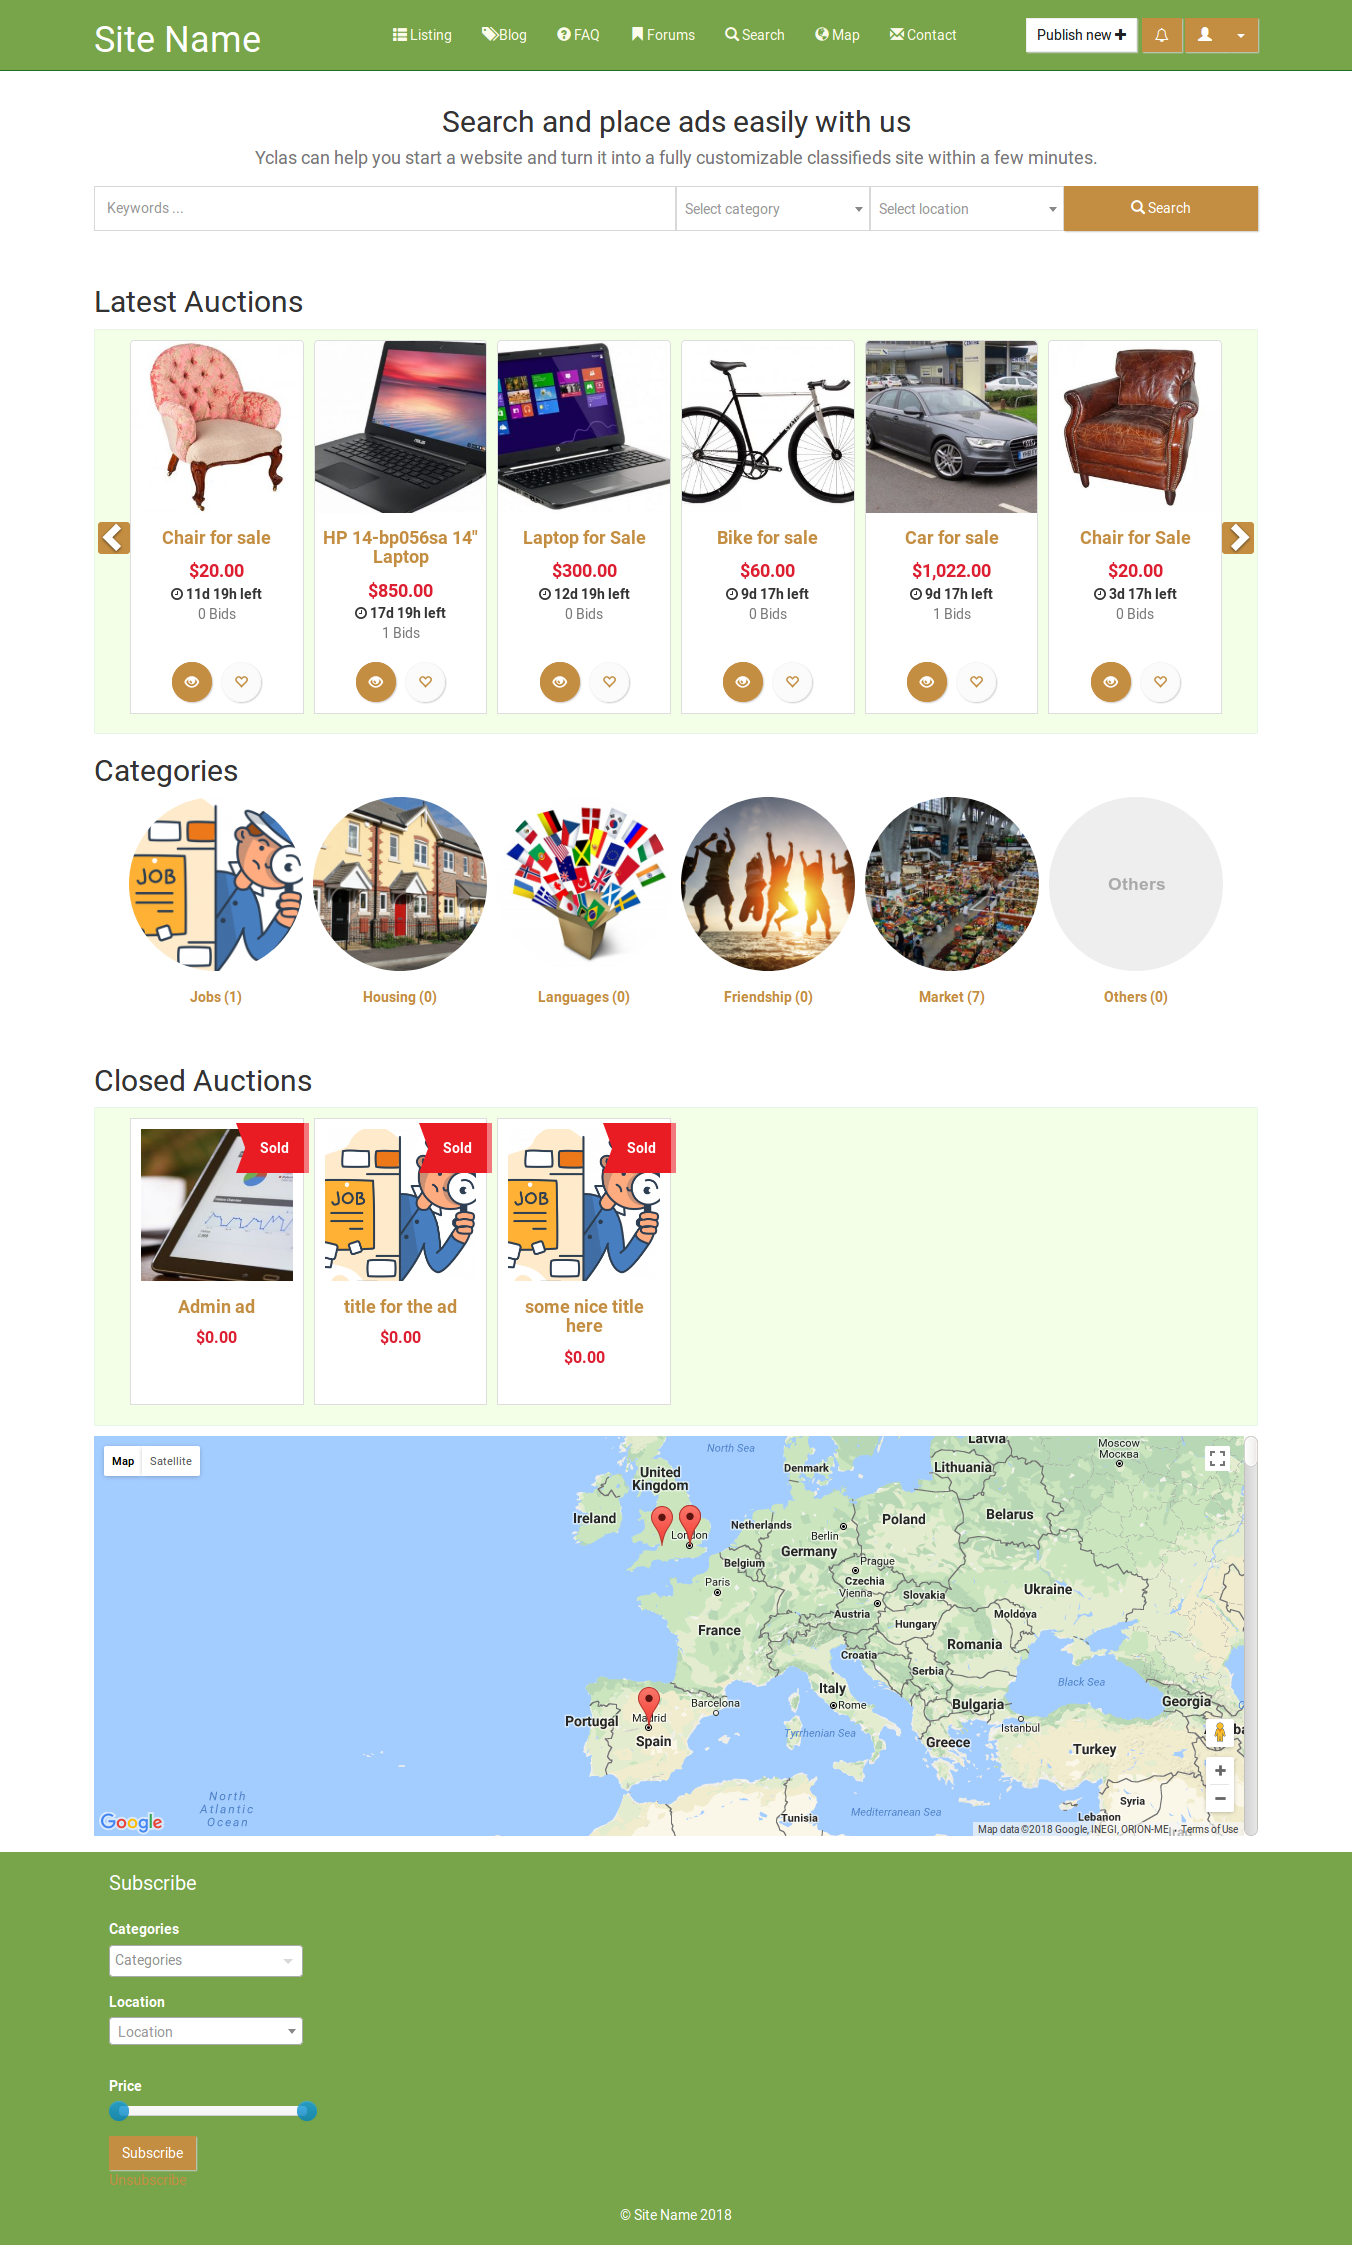 Site Name
Listing Blog FAQ Forums Search Map Contact
Publish new
Search and place ads easily with us
Yclas can help you start a website and turn it into a fully customizable classifieds site within a few minutes.
Keywords ... Select category Select location Search
Latest Auctions
Chair for sale
$20.00
11d 19h left
0 Bids
HP 14-bp056sa 14"
Laptop
$850.00
17d 19h left
1 Bids
Laptop for Sale
$300.00
12d 19h left
0 Bids
Bike for sale
$60.00
9d 17h left
0 Bids
Car for sale
$1,022.00
9d 17h left
1 Bids
Chair for Sale
$20.00
3d 17h left
0 Bids
Categories
JOB
Others
Jobs (1)
Housing (0)
Languages (0)
Friendship (0)
Market (7)
Others (0)
Closed Auctions
Sold
Admin ad
$0.00
Sold
JOB
title for the ad
$0.00
Sold
JOB
some nice title
here
$0.00
Map Satellite
North Sea
Latvia
Moscow
Москва
United
Kingdom
Denmark
Lithuania
Ireland
London
Netherlands
Berlin
Poland
Belarus
Germany
Belgium
Prague
Paris
Czechia
Vienna
Slovakia
Ukraine
Austria
Hungary
Moldova
France
Romania
Croatia
Serbia
Italy
Black Sea
Barcelona
Rome
Bulgaria
Georgia
Portugal
Madrid
Istanbul
Spain
Tyrrhenian Sea
Greece
Turkey
North
Atlantic
Ocean
Syria
Tunisia
Mediterranean Sea
Lebanon
Google
Map data ©2018 Google, INEGI, ORION-ME
Terms of Use
Subscribe
Categories
Categories
Location
Location
Price
Subscribe
Unsubscribe
© Site Name 2018